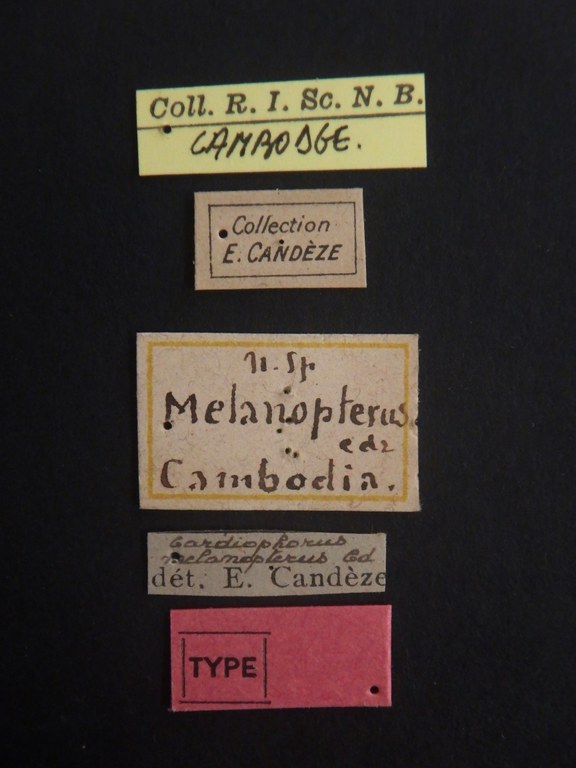 Coll. R. I. Sc. N. B.
CAMBODGE.
Collection
E. CANDÈZE
n. sp
Melanopterus.
cdz
Cambodia.
Cardiophorus
melanopterus Cd
dét. E. Candèze
TYPE